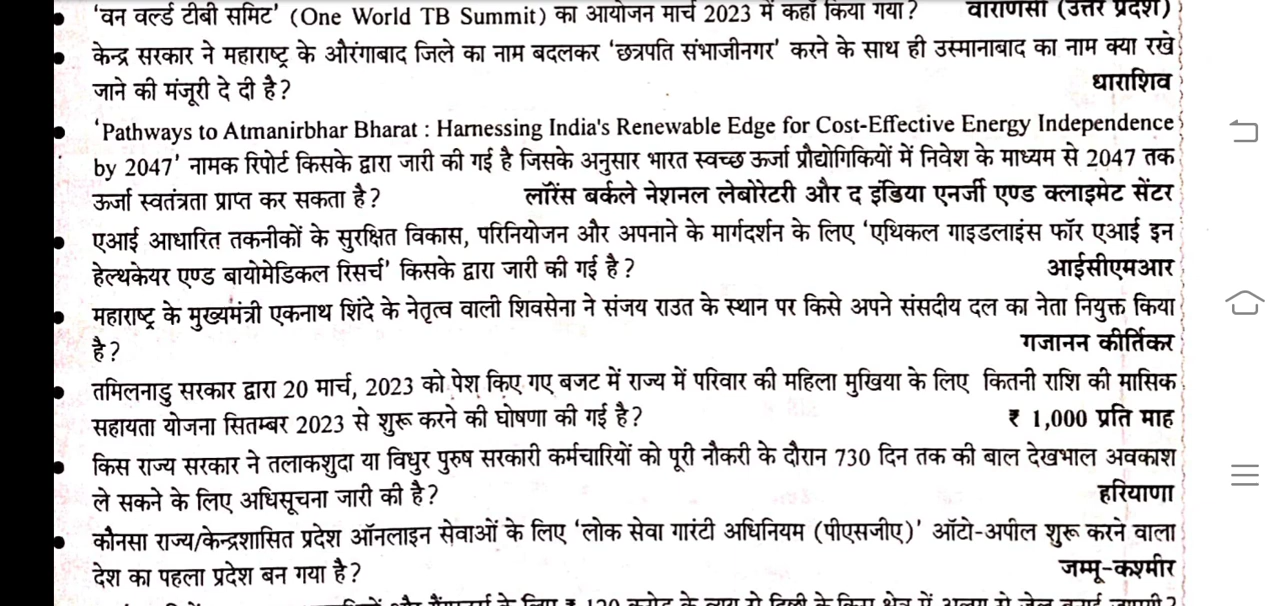 • 'वन वर्ल्ड टीबी समिट' (One World TB Summit) का आयोजन मार्च 2023 में कहाँ किया गया? वाराणसी (उत्तर प्रदेश)
• केन्द्र सरकार ने महाराष्ट्र के औरंगाबाद जिले का नाम बदलकर 'छत्रपति संभाजीनगर' करने के साथ ही उस्मानाबाद का नाम क्या रखे
जाने की मंजूरी दे दी है? धाराशिव
• 'Pathways to Atmanirbhar Bharat : Harnessing India's Renewable Edge for Cost-Effective Energy Independence
by 2047' नामक रिपोर्ट किसके द्वारा जारी की गई है जिसके अनुसार भारत स्वच्छ ऊर्जा प्रौद्योगिकियों में निवेश के माध्यम से 2047 तक
ऊर्जा स्वतंत्रता प्राप्त कर सकता है? लॉरेंस बर्कले नेशनल लेबोरेटरी और द इंडिया एनर्जी एण्ड क्लाइमेट सेंटर
• एआई आधारित तकनीकों के सुरक्षित विकास, परिनियोजन और अपनाने के मार्गदर्शन के लिए 'एथिकल गाइडलाइंस फॉर एआई इन
हेल्थकेयर एण्ड बायोमेडिकल रिसर्च' किसके द्वारा जारी की गई है? आईसीएमआर
• महाराष्ट्र के मुख्यमंत्री एकनाथ शिंदे के नेतृत्व वाली शिवसेना ने संजय राउत के स्थान पर किसे अपने संसदीय दल का नेता नियुक्त किया
है? गजानन कीर्तिकर
• तमिलनाडु सरकार द्वारा 20 मार्च, 2023 को पेश किए गए बजट में राज्य में परिवार की महिला मुखिया के लिए कितनी राशि की मासिक
सहायता योजना सितम्बर 2023 से शुरू करने की घोषणा की गई है? ₹ 1,000 प्रति माह
• किस राज्य सरकार ने तलाकशुदा या विधुर पुरुष सरकारी कर्मचारियों को पूरी नौकरी के दौरान 730 दिन तक की बाल देखभाल अवकाश
ले सकने के लिए अधिसूचना जारी की है? हरियाणा
• कौनसा राज्य/केन्द्रशासित प्रदेश ऑनलाइन सेवाओं के लिए 'लोक सेवा गारंटी अधिनियम (पीएसजीए)' ऑटो-अपील शुरू करने वाला
देश का पहला प्रदेश बन गया है? जम्मू-कश्मीर
के लिए ₹ 120 करोड़ के व्यय से दिल्ली के किस क्षेत्र में अलग से जेल